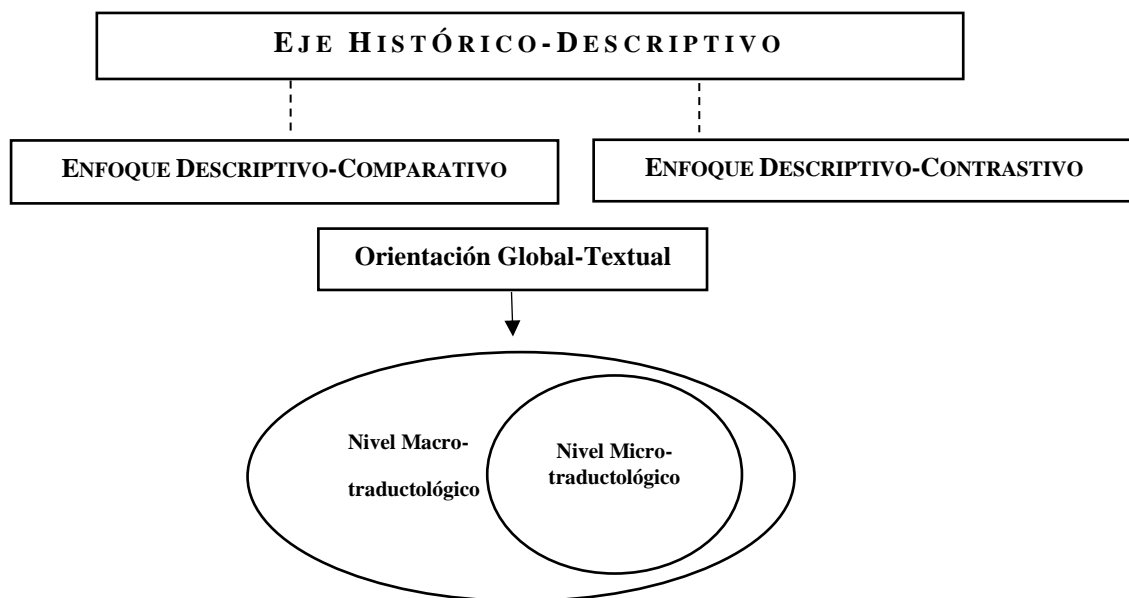 EJE HISTÓRICO-DESCRIPTIVO
ENFOQUE DESCRIPTIVO-COMPARATIVO
ENFOQUE DESCRIPTIVO-CONTRASTIVO
Orientación Global-Textual
Nivel Macro-
traductológico
Nivel Micro-
traductológico